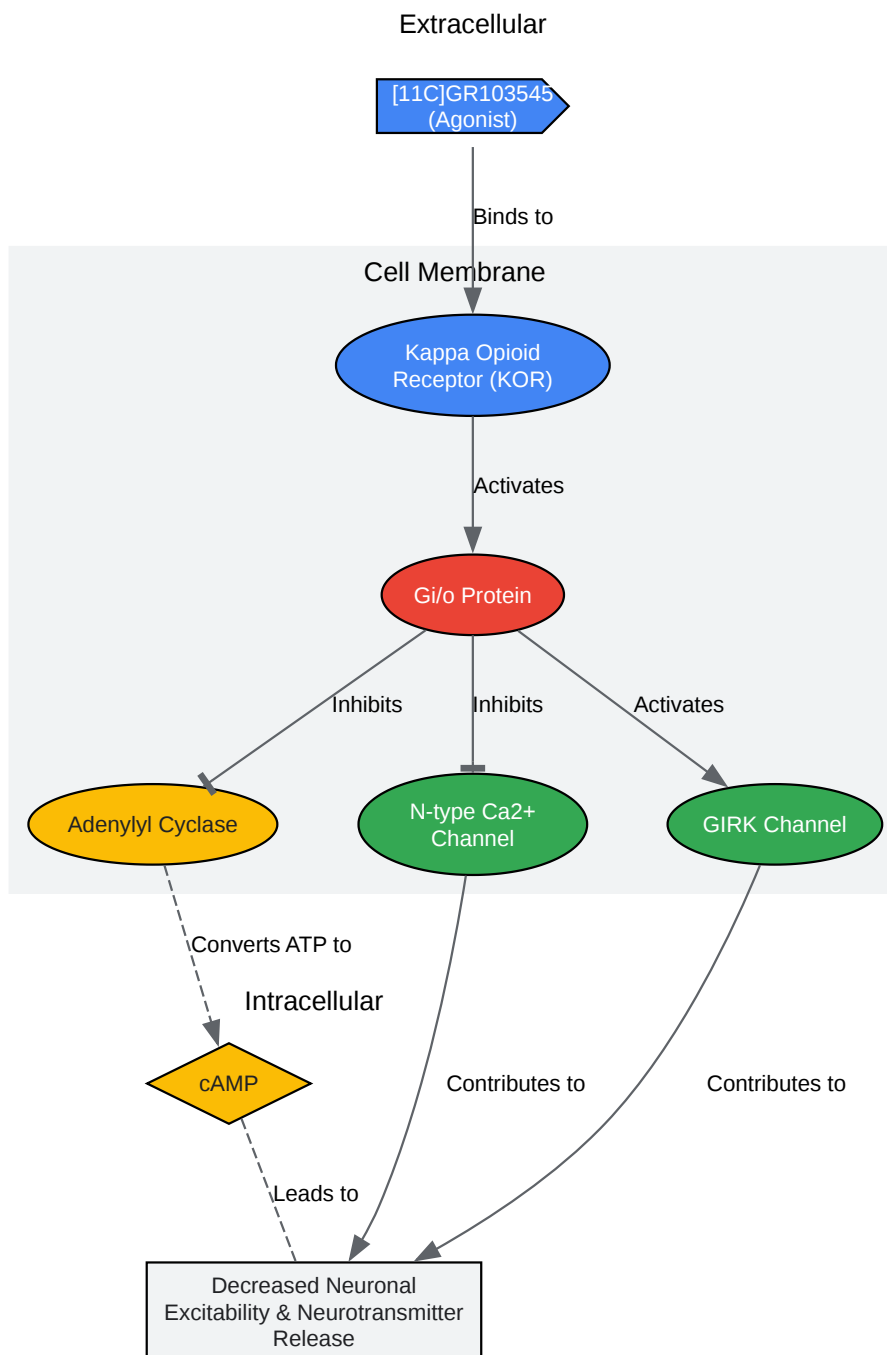 Extracellular
[11C]GR103545
(Agonist)
Binds to
Cell Membrane
Kappa Opioid
Receptor (KOR)
Activates
Gi/o Protein
Inhibits
Inhibits
Activates
Adenylyl Cyclase
N-type Ca2+
Channel
GIRK Channel
Converts ATP to
Intracellular
cAMP
Contributes to
Contributes to
Leads to
Decreased Neuronal
Excitability & Neurotransmitter
Release